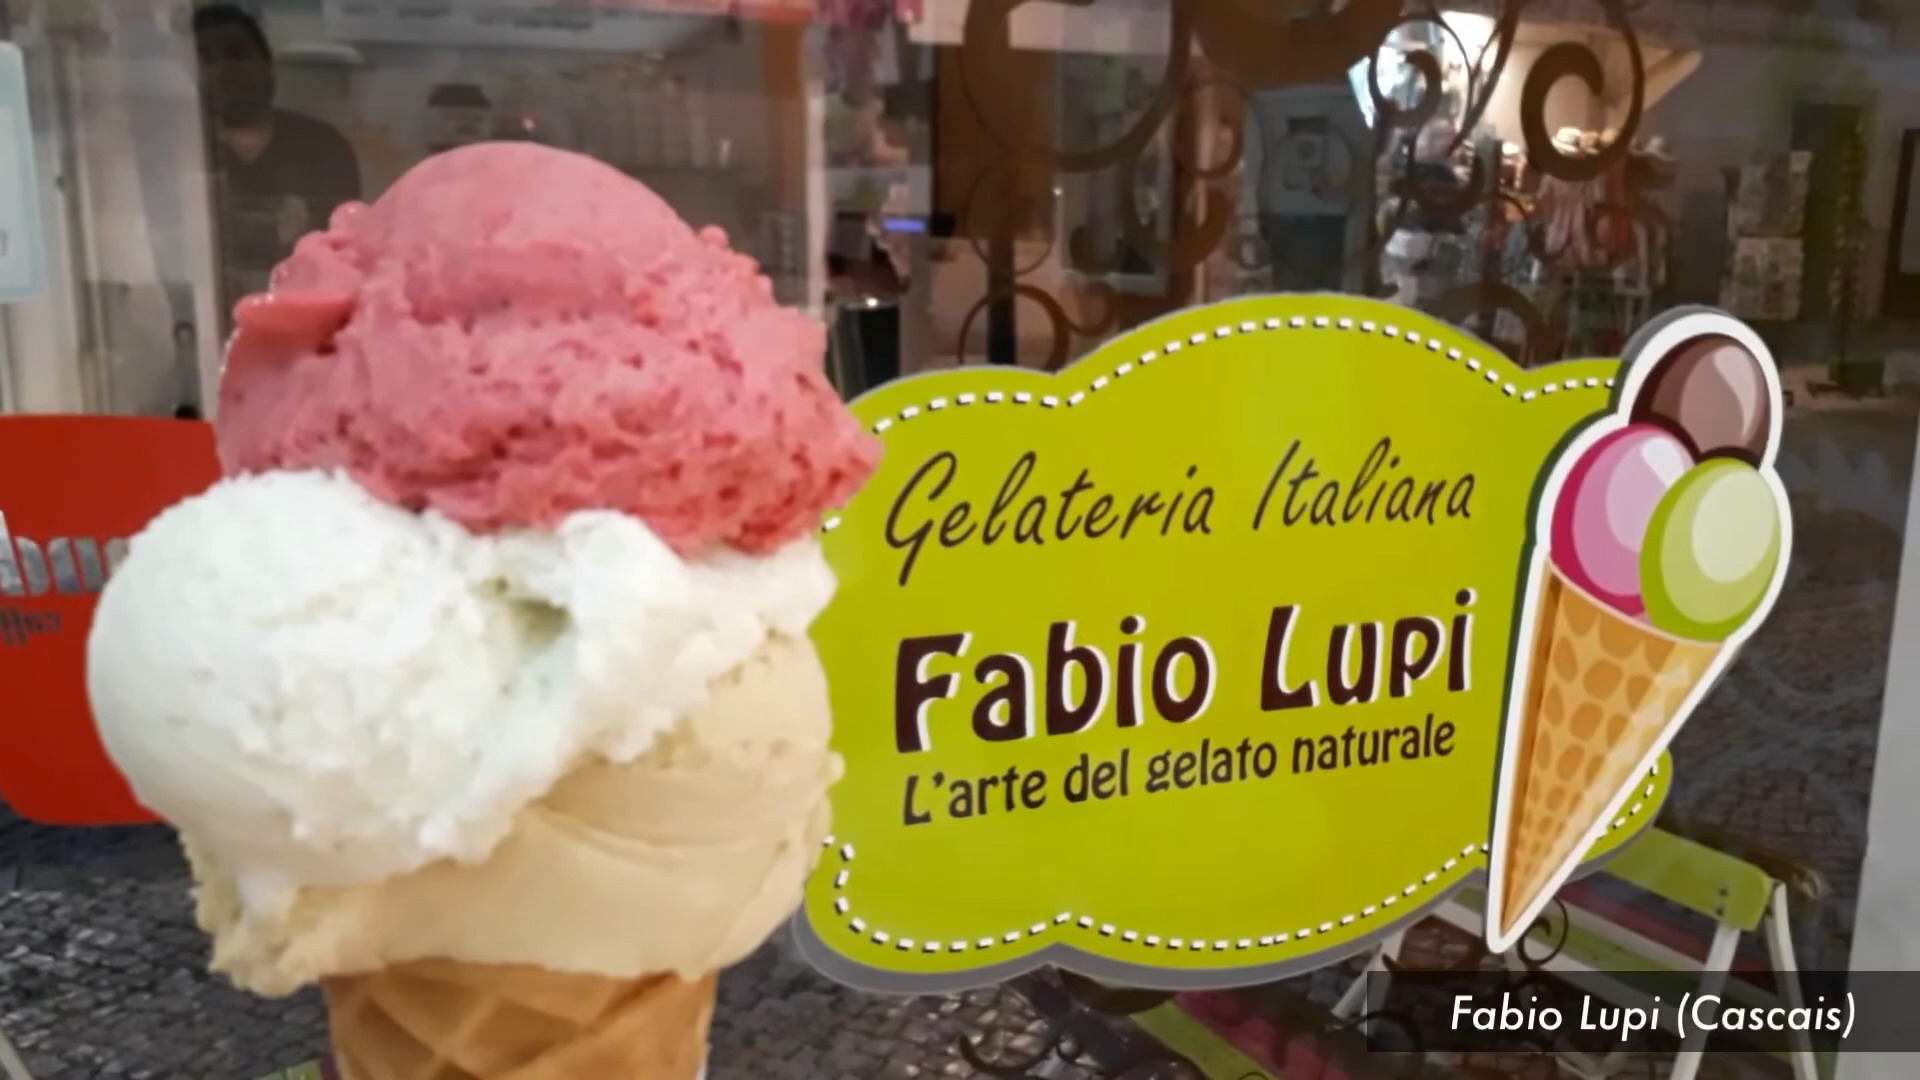 Gelateria Italiana
Fabio Lupi
L'arte del gelato naturale
Fabio Lupi (Cascais)